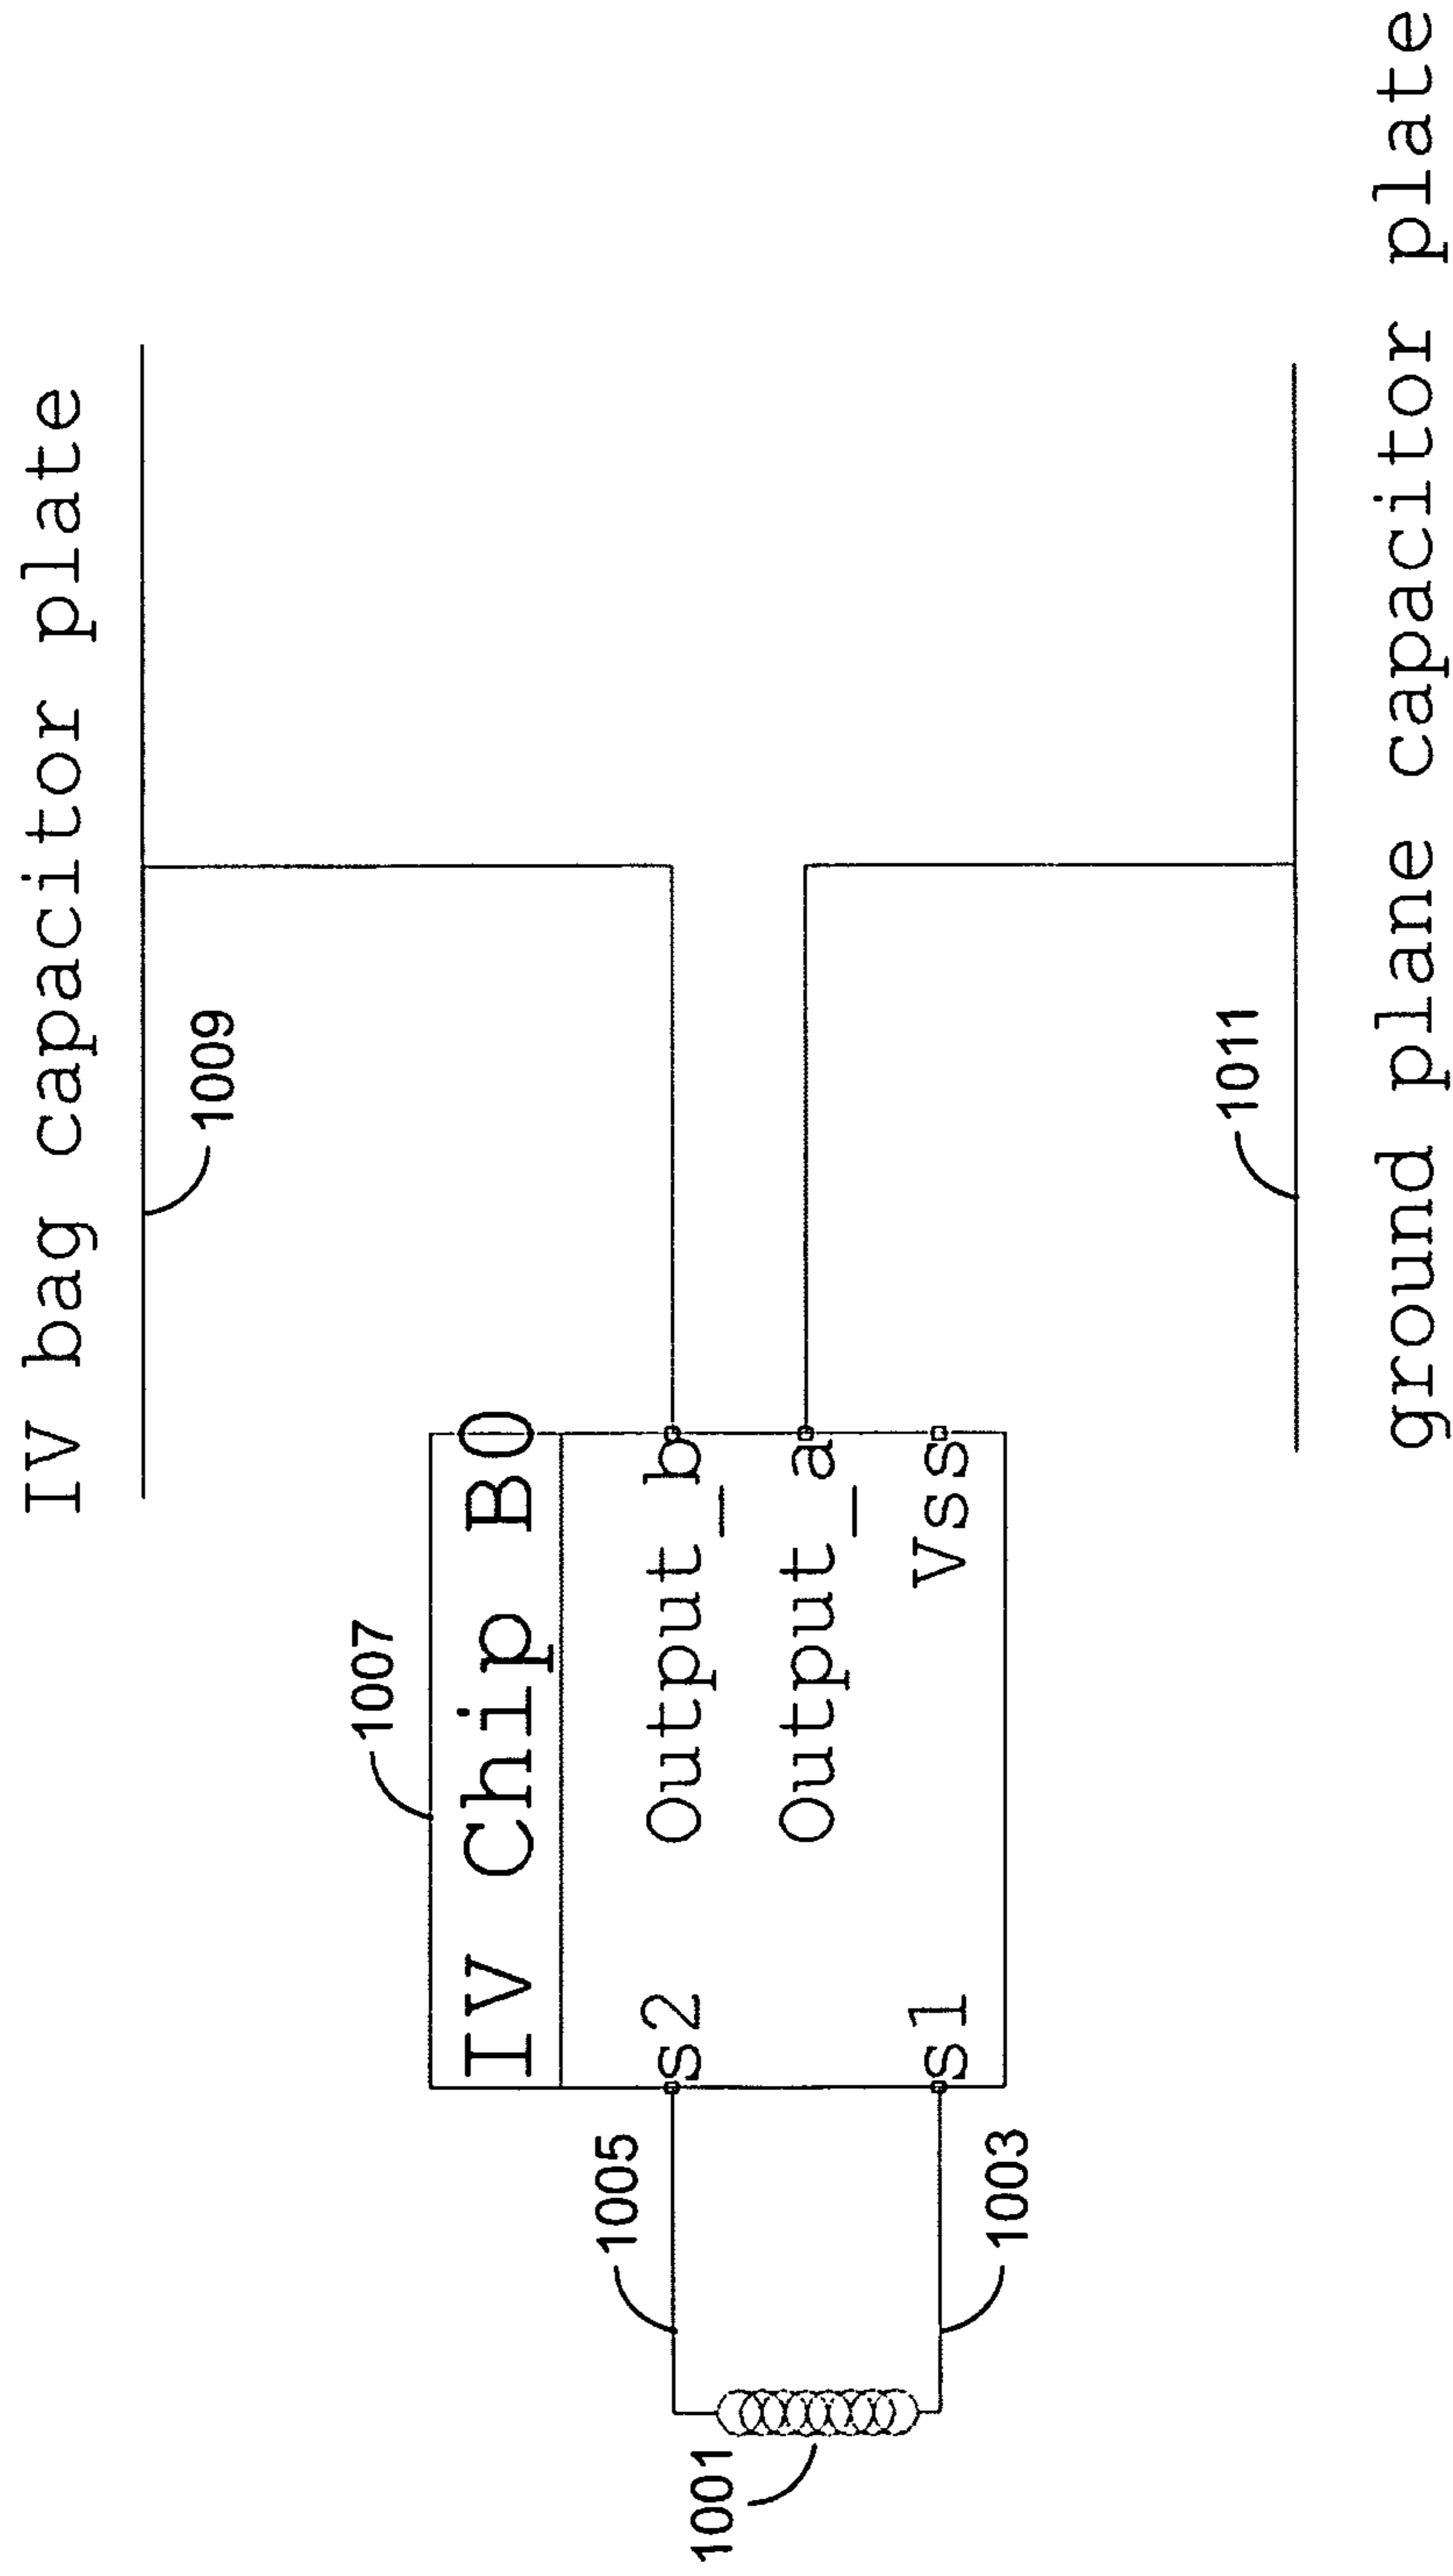 IV bag capacitor plate
1009
1007
IV Chip B0
1005
s2
Output_b
Output_a
1001
s1
Vss
1003
1011
ground plane capacitor plate